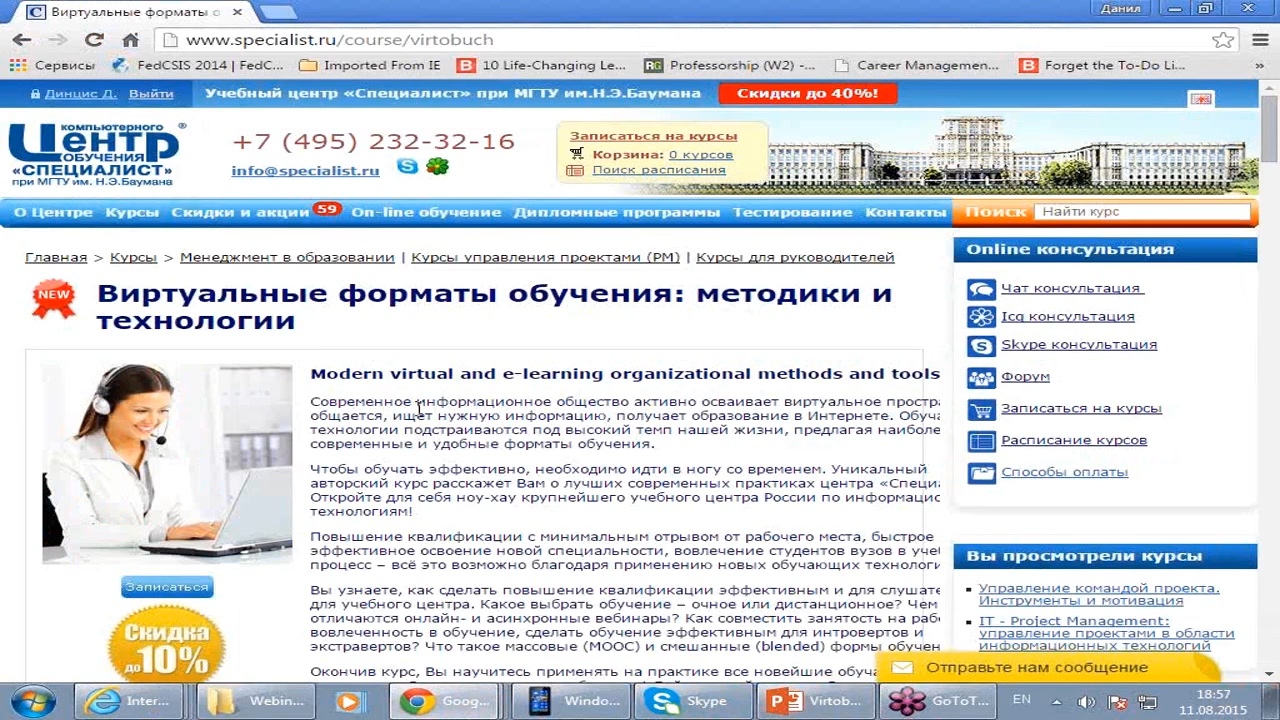 Виртуальные форматы о
Данил
www.specialist.ru/course/virtobuch
Сервисы
FedCSIS 2014 | FedC...
Imported From IE
10 Life-Changing Le...
Professorship (W2) -...
Career Managemen...
Forget the To-Do Li...
»
Динцис Д.
Выйти
Учебный центр «Специалист» при МГТУ им.Н.Э.Баумана
Скидки до 40%!
компьютерного
Центр
обучения
«СПЕЦИАЛИСТ»
при МГТУ им. Н.Э.Баумана
+7 (495) 232-32-16
info@specialist.ru
Записаться на курсы
Корзина: 0 курсов
Поиск расписания
О Центре
Курсы
Скидки и акции
59
On-line обучение
Дипломные программы
Тестирование
Контакты
Поиск
Найти курс
Главная > Курсы > Менеджмент в образовании | Курсы управления проектами (PM) | Курсы для руководителей
NEW
Виртуальные форматы обучения: методики и
технологии
Modern virtual and e-learning organizational methods and tools
Современное информационное общество активно осваивает виртуальное простра
общается, ищет нужную информацию, получает образование в Интернете. Обуча
технологии подстраиваются под высокий темп нашей жизни, предлагая наиболе
современные и удобные форматы обучения.
Чтобы обучать эффективно, необходимо идти в ногу со временем. Уникальный
авторский курс расскажет Вам о лучших современных практиках центра «Специа
Откройте для себя ноу-хау крупнейшего учебного центра России по информацио
технологиям!
Повышение квалификации с минимальным отрывом от рабочего места, быстрое
эффективное освоение новой специальности, вовлечение студентов вузов в учеб
процесс – всё это возможно благодаря применению новых обучающих технологи
Вы узнаете, как сделать повышение квалификации эффективным и для слушате
для учебного центра. Какое выбрать обучение – очное или дистанционное? Чем
отличаются онлайн- и асинхронные вебинары? Как совместить занятость на раб
вовлеченность в обучение, сделать обучение эффективным для интровертов и
экстравертов? Что такое массовые (MOOC) и смешанные (blended) формы обучен
Окончив курс, Вы научитесь применять на практике все новейшие обуча
Записаться
Скидка
до 10%
Online консультация
Чат консультация
Icq консультация
Skype консультация
Форум
Записаться на курсы
Расписание курсов
Способы оплаты
Вы просмотрели курсы
Управление командой проекта.
Инструменты и мотивация
IT - Project Management:
управление проектами в области
информационных технологий
Отправьте нам сообщение
Inter...
Webin...
Goog...
Windo...
Skype
Virtob...
GoToT...
EN
18:57
11.08.2015